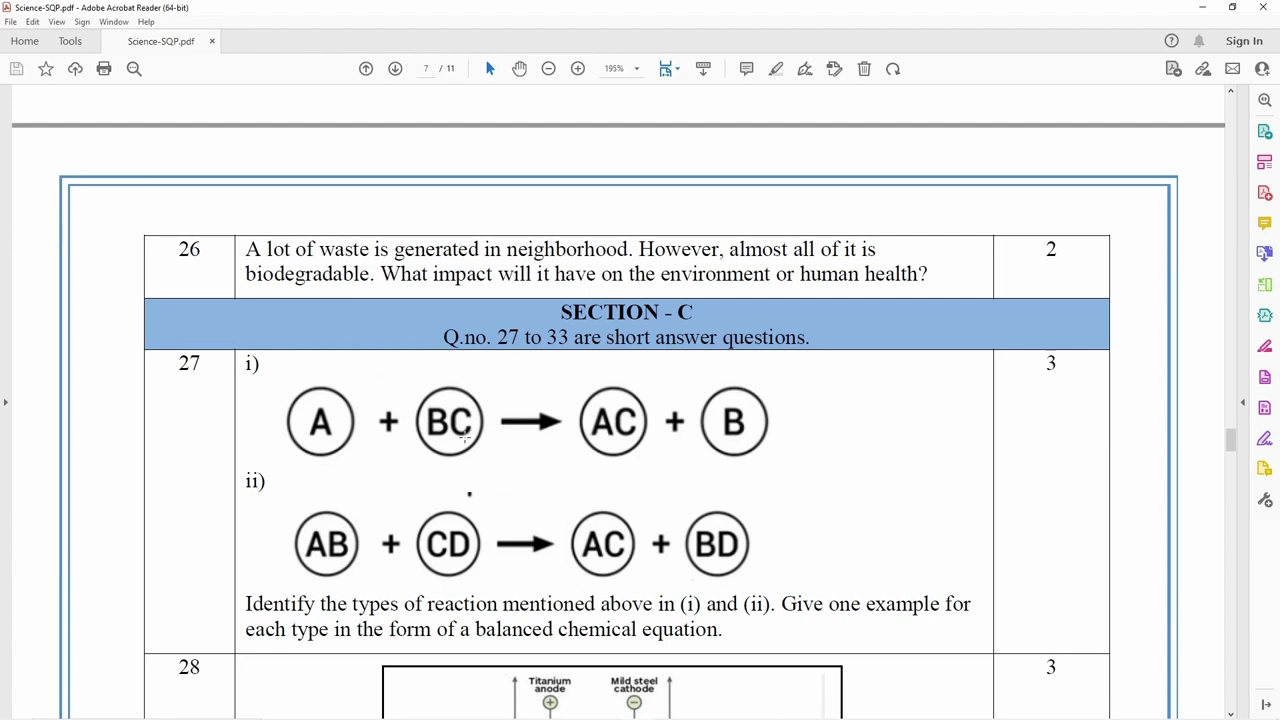 Science-SQP.pdf - Adobe Acrobat Reader (64-bit)
File Edit View Sign Window Help
Home Tools Science-SQP.pdf × Sign In
7 / 11 195%
26 A lot of waste is generated in neighborhood. However, almost all of it is 2
biodegradable. What impact will it have on the environment or human health?
SECTION - C
Q.no. 27 to 33 are short answer questions.
27 i) 3
A + BC → AC + B
ii)
AB + CD → AC + BD
Identify the types of reaction mentioned above in (i) and (ii). Give one example for
each type in the form of a balanced chemical equation.
28 3
Titanium Mild steel
anode cathode
+ −